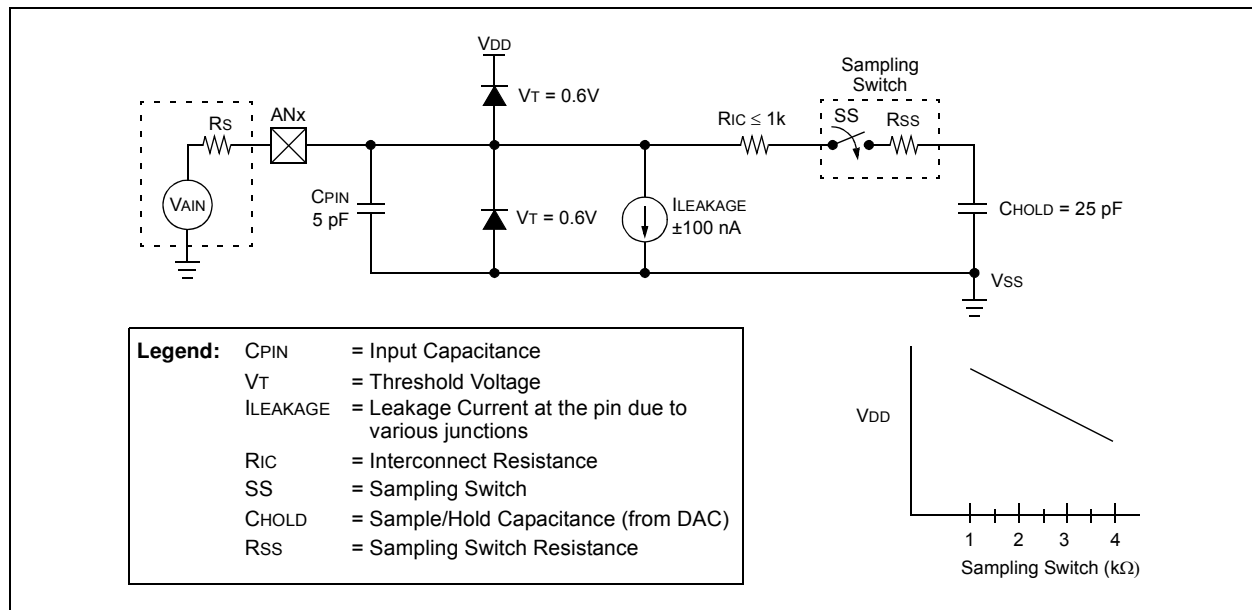 VDD
Sampling
Switch
VT = 0.6V
ANx
RS
RIC ≤ 1k
SS
RSS
CPIN
5 pF
VAIN
VT = 0.6V
ILEAKAGE
±100 nA
CHOLD = 25 pF
VSS
Legend: CPIN = Input Capacitance
VT = Threshold Voltage
ILEAKAGE = Leakage Current at the pin due to
various junctions
RIC = Interconnect Resistance
SS = Sampling Switch
CHOLD = Sample/Hold Capacitance (from DAC)
RSS = Sampling Switch Resistance
VDD
1 2 3 4
Sampling Switch (kΩ)